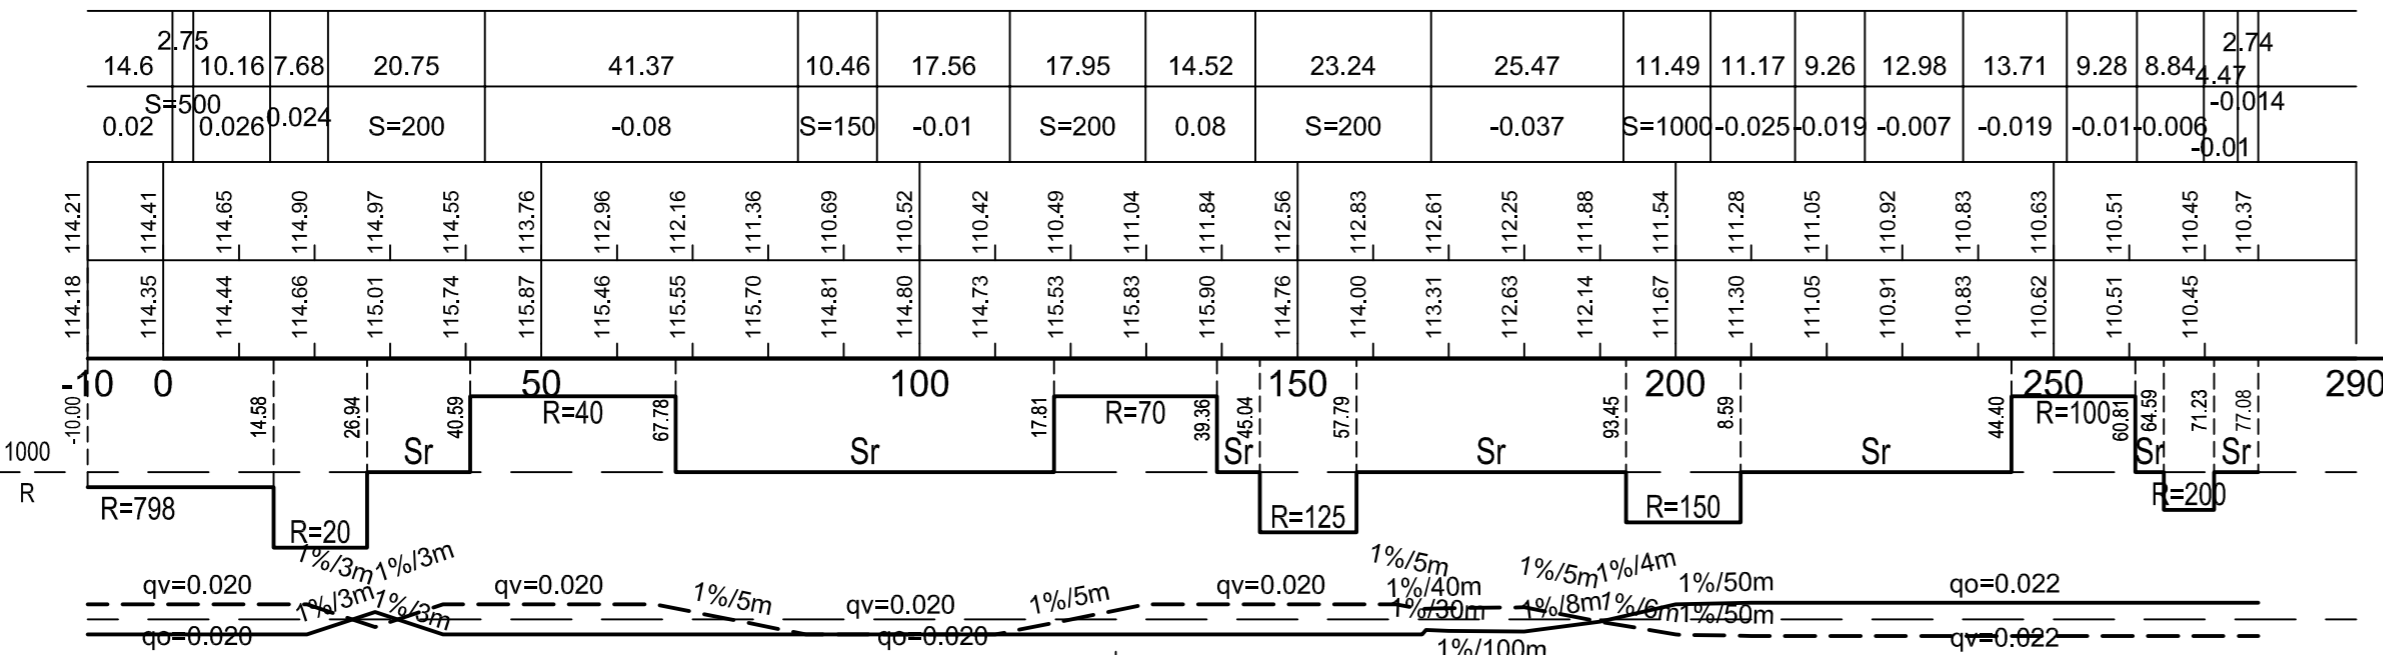 2.75 2.74
14.6 10.16 7.68 20.75 41.37 10.46 17.56 17.95 14.52 23.24 25.47 11.49 11.17 9.26 12.98 13.71 9.28 8.84 4.47
S=500 -0.014
0.02 0.026 0.024 S=200 -0.08 S=150 -0.01 S=200 0.08 S=200 -0.037 S=1000 -0.025 -0.019 -0.007 -0.019 -0.01 -0.006
-0.01
114.21 114.41 114.65 114.90 114.97 114.55 113.76 112.96 112.16 111.36 110.69 110.52 110.42 110.49 111.04 111.84 112.56 112.83 112.61 112.25 111.88 111.54 111.28 111.05 110.92 110.83 110.63 110.51 110.45 110.37
114.18 114.35 114.44 114.66 115.01 115.74 115.87 115.46 115.55 115.70 114.81 114.80 114.73 115.53 115.83 115.90 114.76 114.00 113.31 112.63 112.14 111.67 111.30 111.05 110.91 110.83 110.62 110.51 110.45
-10 0 50 100 150 200 250 290
-10.00 14.58 26.94 40.59 67.78 17.81 39.36 45.04 57.79 93.45 8.59 44.40 60.81 64.59 71.23 77.08
R=40 R=70 R=100
1000 Sr Sr Sr Sr Sr Sr Sr
R R=798 R=20 R=125 R=150 R=200
1%/3m 1%/3m 1%/5m 1%/5m 1%/4m
qv=0.020 qv=0.020 1%/5m qv=0.020 1%/5m qv=0.020 1%/40m 1%/50m qo=0.022
1%/3m 1%/3m 1%/30m 1%/8m 1%/6m 1%/50m
qo=0.020 qo=0.020 1%/100m qv=0.022